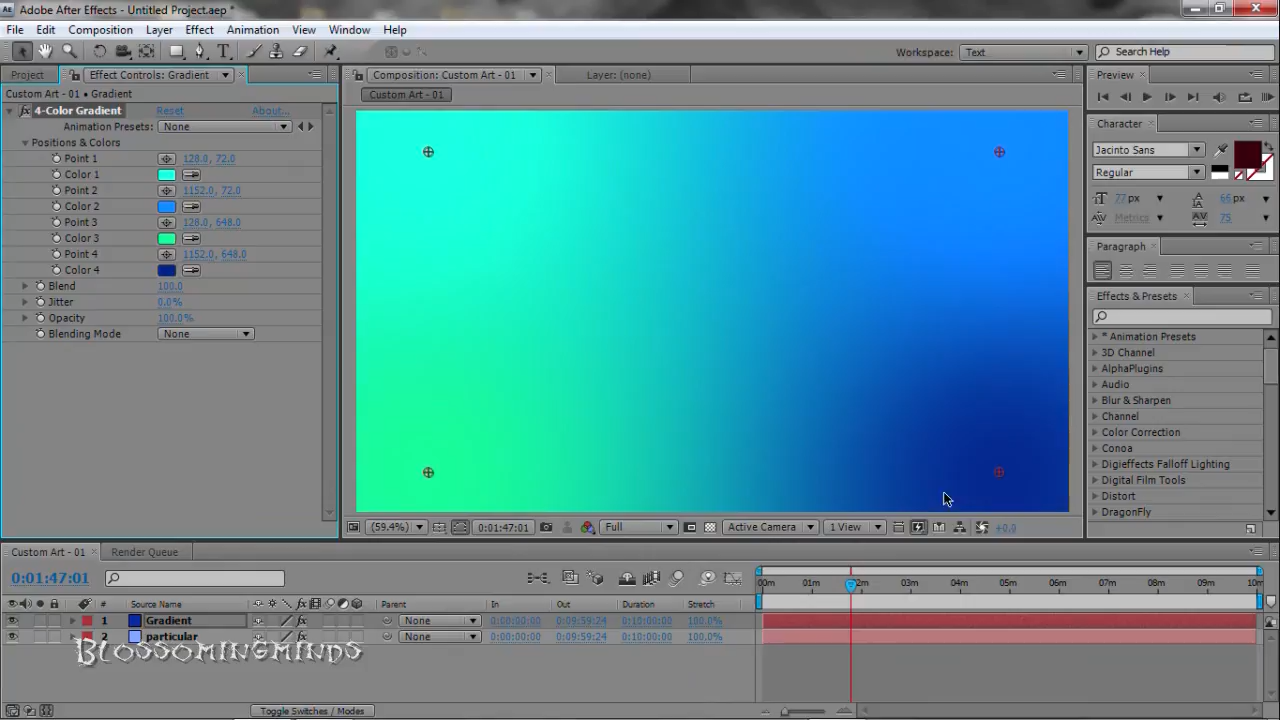 Adobe After Effects - Untitled Project.aep *
File Edit Composition Layer Effect Animation View Window Help
Workspace: Text Search Help
Project Effect Controls: Gradient
Composition: Custom Art - 01 Layer: (none)
Preview
Custom Art - 01 • Gradient
Custom Art - 01
4-Color Gradient Reset About...
Animation Presets: None
Positions & Colors
Point 1 128.0, 72.0
Color 1
Point 2 1152.0, 72.0
Color 2
Point 3 128.0, 648.0
Color 3
Point 4 1152.0, 648.0
Color 4
Blend 100.0
Jitter 0.0%
Opacity 100.0%
Blending Mode None
Character
Jacinto Sans
Regular
77 px 66 px
Metrics 75
Paragraph
Effects & Presets
* Animation Presets
3D Channel
AlphaPlugins
Audio
Blur & Sharpen
Channel
Color Correction
Conoa
Digieffects Falloff Lighting
Digital Film Tools
Distort
DragonFly
(59.4%) 0:01:47:01 Full Active Camera 1 View +0.0
Custom Art - 01 Render Queue
0:01:47:01
00m 01m 02m 03m 04m 05m 06m 07m 08m 09m 10m
# Source Name Parent In Out Duration Stretch
1 Gradient None 0:00:00:00 0:09:59:24 0:10:00:00 100.0%
2 particular None 0:00:00:00 0:09:59:24 0:10:00:00 100.0%
Blossomingminds
Toggle Switches / Modes